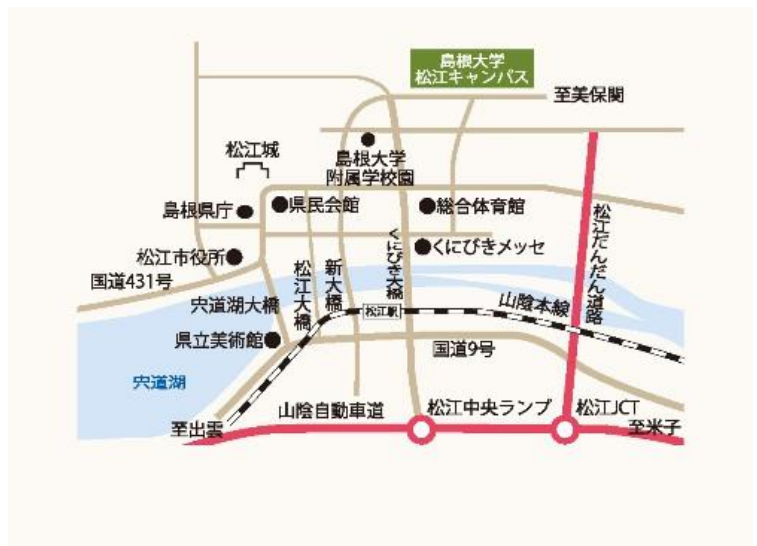 島根大学
松江キャンパス
至美保関
松江城
島根大学
附属学校園
島根県庁
県民会館
総合体育館
くにびきメッセ
松江市役所
国道431号
宍道湖大橋
松江大橋
新大橋
くにびき大橋
松江だんだん道路
松江駅
山陰本線
県立美術館
国道9号
宍道湖
山陰自動車道
松江中央ランプ
松江JCT
至出雲
至米子